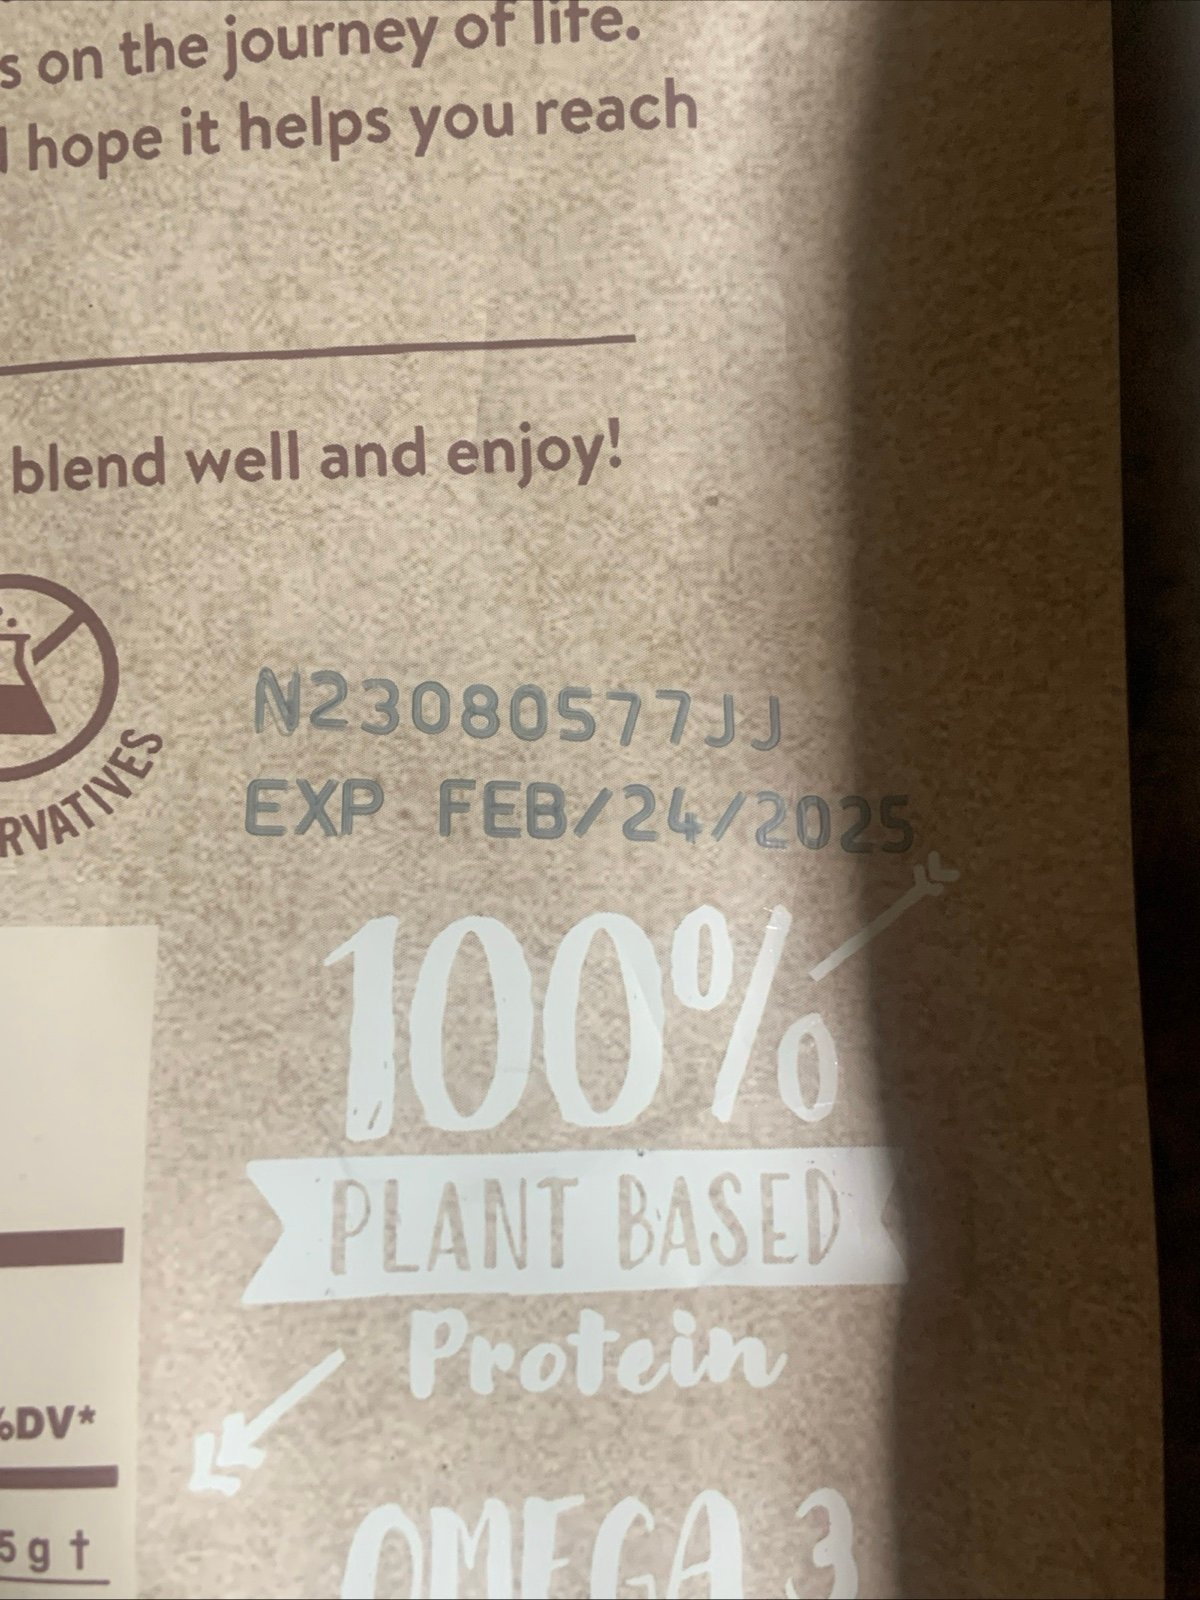 s on the journey of life.
hope it helps you reach
blend well and enjoy!
RVATIVES
N23080577JJ
EXP FEB/24/2025
100%
PLANT BASED
Protein
%DV*
5 g †
OMEGA 3